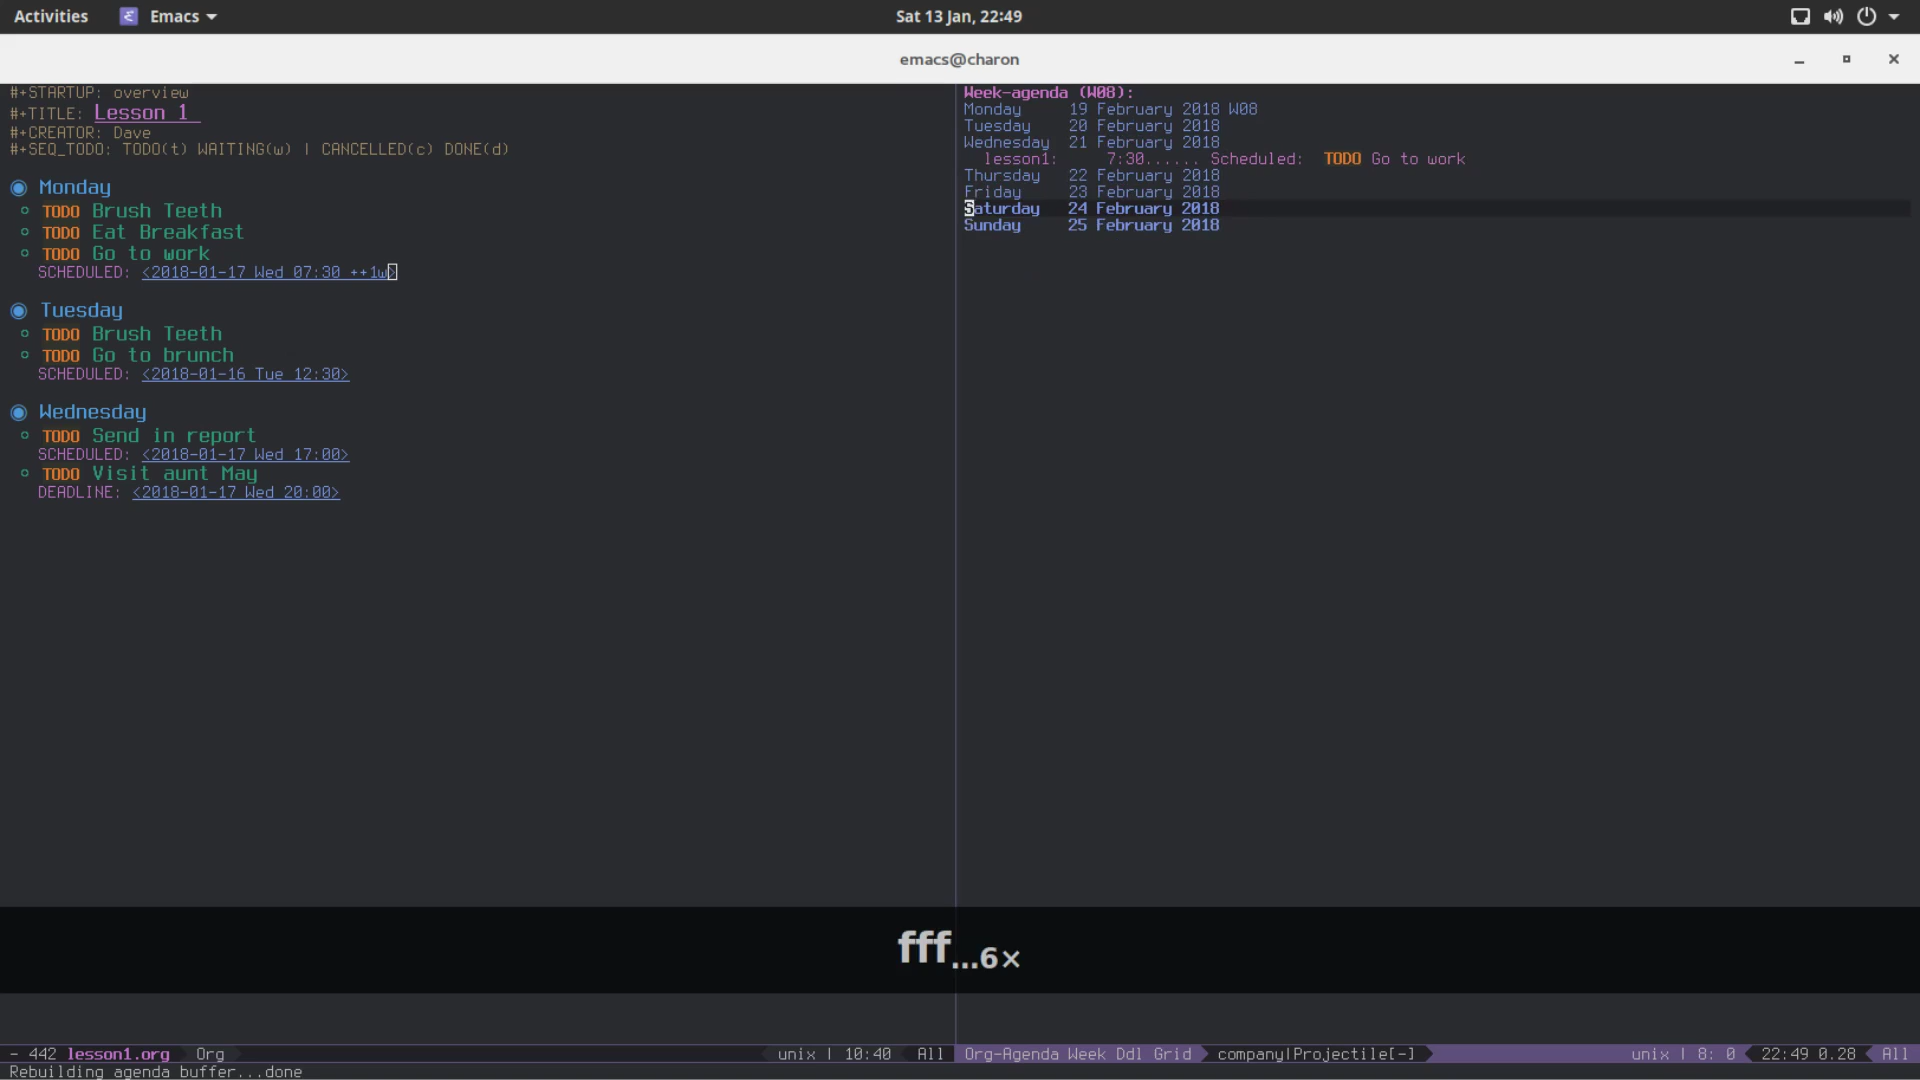 Activities Emacs Sat 13 Jan, 22:49
emacs@charon
#+STARTUP: overview
#+TITLE: Lesson 1
#+CREATOR: Dave
#+SEQ_TODO: TODO(t) WAITING(w) | CANCELLED(c) DONE(d)
Monday
TODO Brush Teeth
TODO Eat Breakfast
TODO Go to work
SCHEDULED: <2018-01-17 Wed 07:30 ++1w>
Tuesday
TODO Brush Teeth
TODO Go to brunch
SCHEDULED: <2018-01-16 Tue 12:30>
Wednesday
TODO Send in report
SCHEDULED: <2018-01-17 Wed 17:00>
TODO Visit aunt May
DEADLINE: <2018-01-17 Wed 20:00>
Week-agenda (W08):
Monday 19 February 2018 W08
Tuesday 20 February 2018
Wednesday 21 February 2018
lesson1: 7:30...... Scheduled: TODO Go to work
Thursday 22 February 2018
Friday 23 February 2018
Saturday 24 February 2018
Sunday 25 February 2018
fff...6×
- 442 lesson1.org Org unix | 10:40 All
Org-Agenda Week Ddl Grid company|Projectile[-] unix | 8: 0 22:49 0.28 All
Rebuilding agenda buffer...done